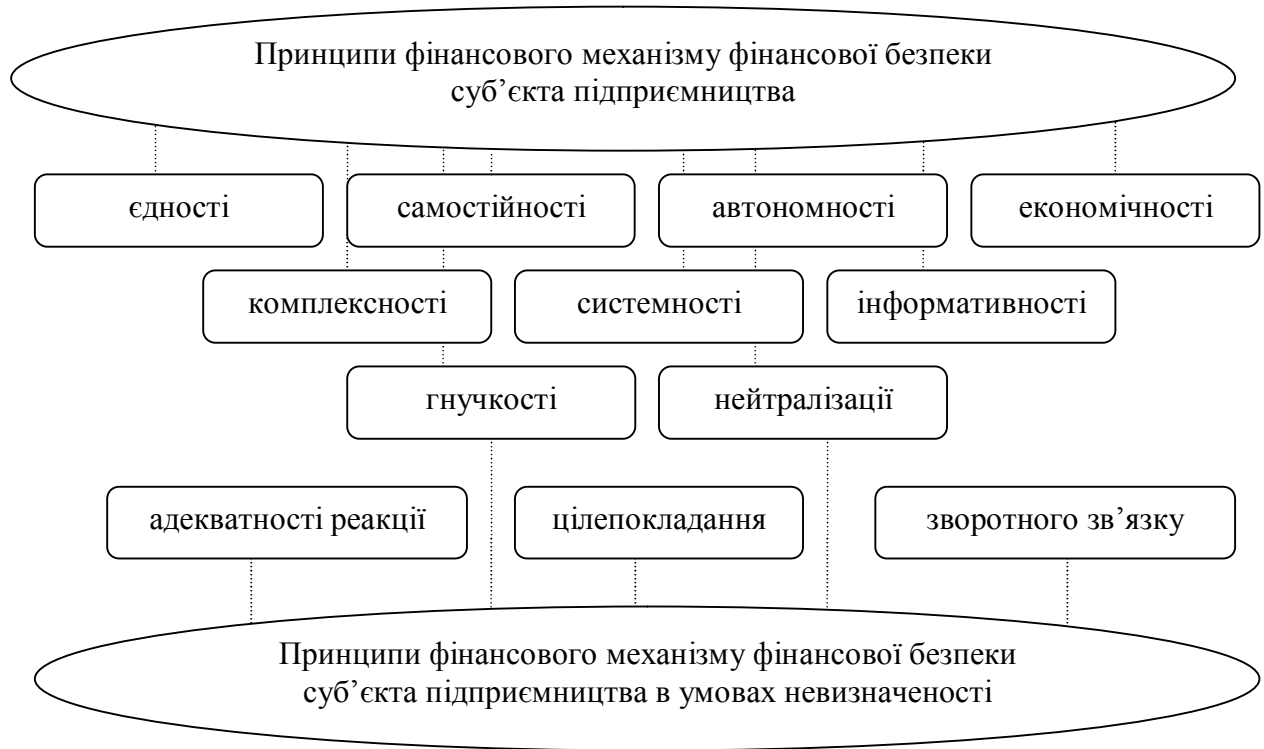 Принципи фінансового механізму фінансової безпеки
суб’єкта підприємництва
єдності
самостійності
автономності
економічності
комплексності
системності
інформативності
гнучкості
нейтралізації
адекватності реакції
цілепокладання
зворотного зв’язку
Принципи фінансового механізму фінансової безпеки
суб’єкта підприємництва в умовах невизначеності